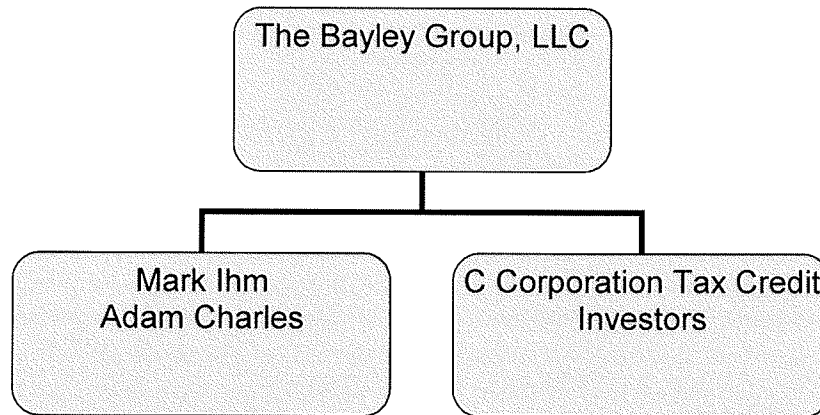 The Bayley Group, LLC
Mark Ihm
Adam Charles
C Corporation Tax Credit
Investors